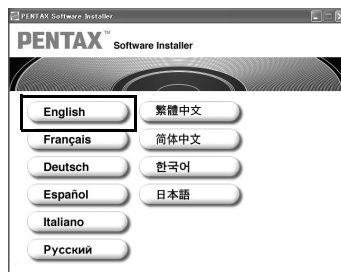 PENTAX Software Installer
PENTAX™ Software Installer
English
Français
Deutsch
Español
Italiano
Русский
繁體中文
简体中文
한국어
日本語